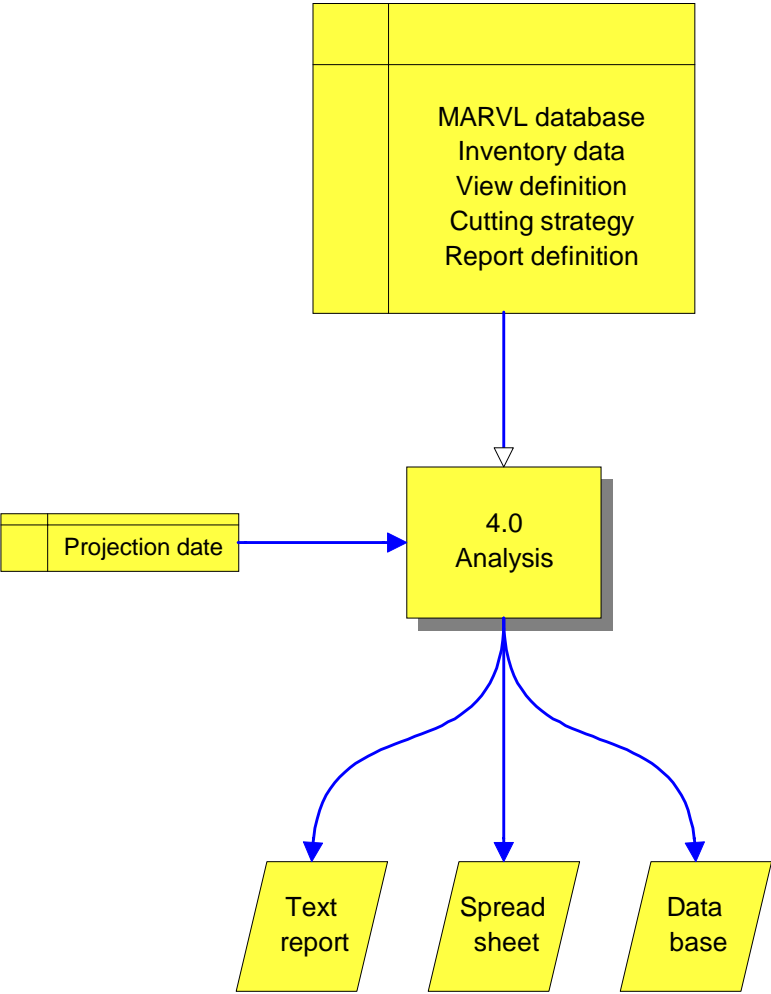 MARVL database
Inventory data
View definition
Cutting strategy
Report definition
4.0
Analysis
Projection date
Text
report
Spread
sheet
Data
base